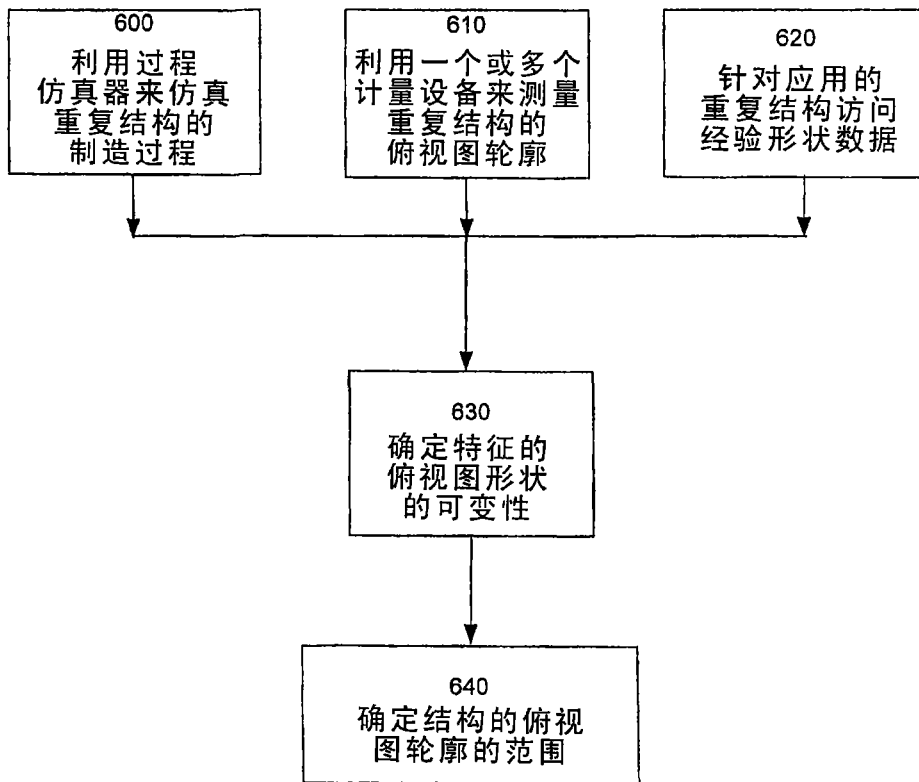 600
利用过程
仿真器来仿真
重复结构的
制造过程
610
利用一个或多个
计量设备来测量
重复结构的
俯视图轮廓
620
针对应用的
重复结构访问
经验形状数据
630
确定特征的
俯视图形状
的可变性
640
确定结构的俯视
图轮廓的范围